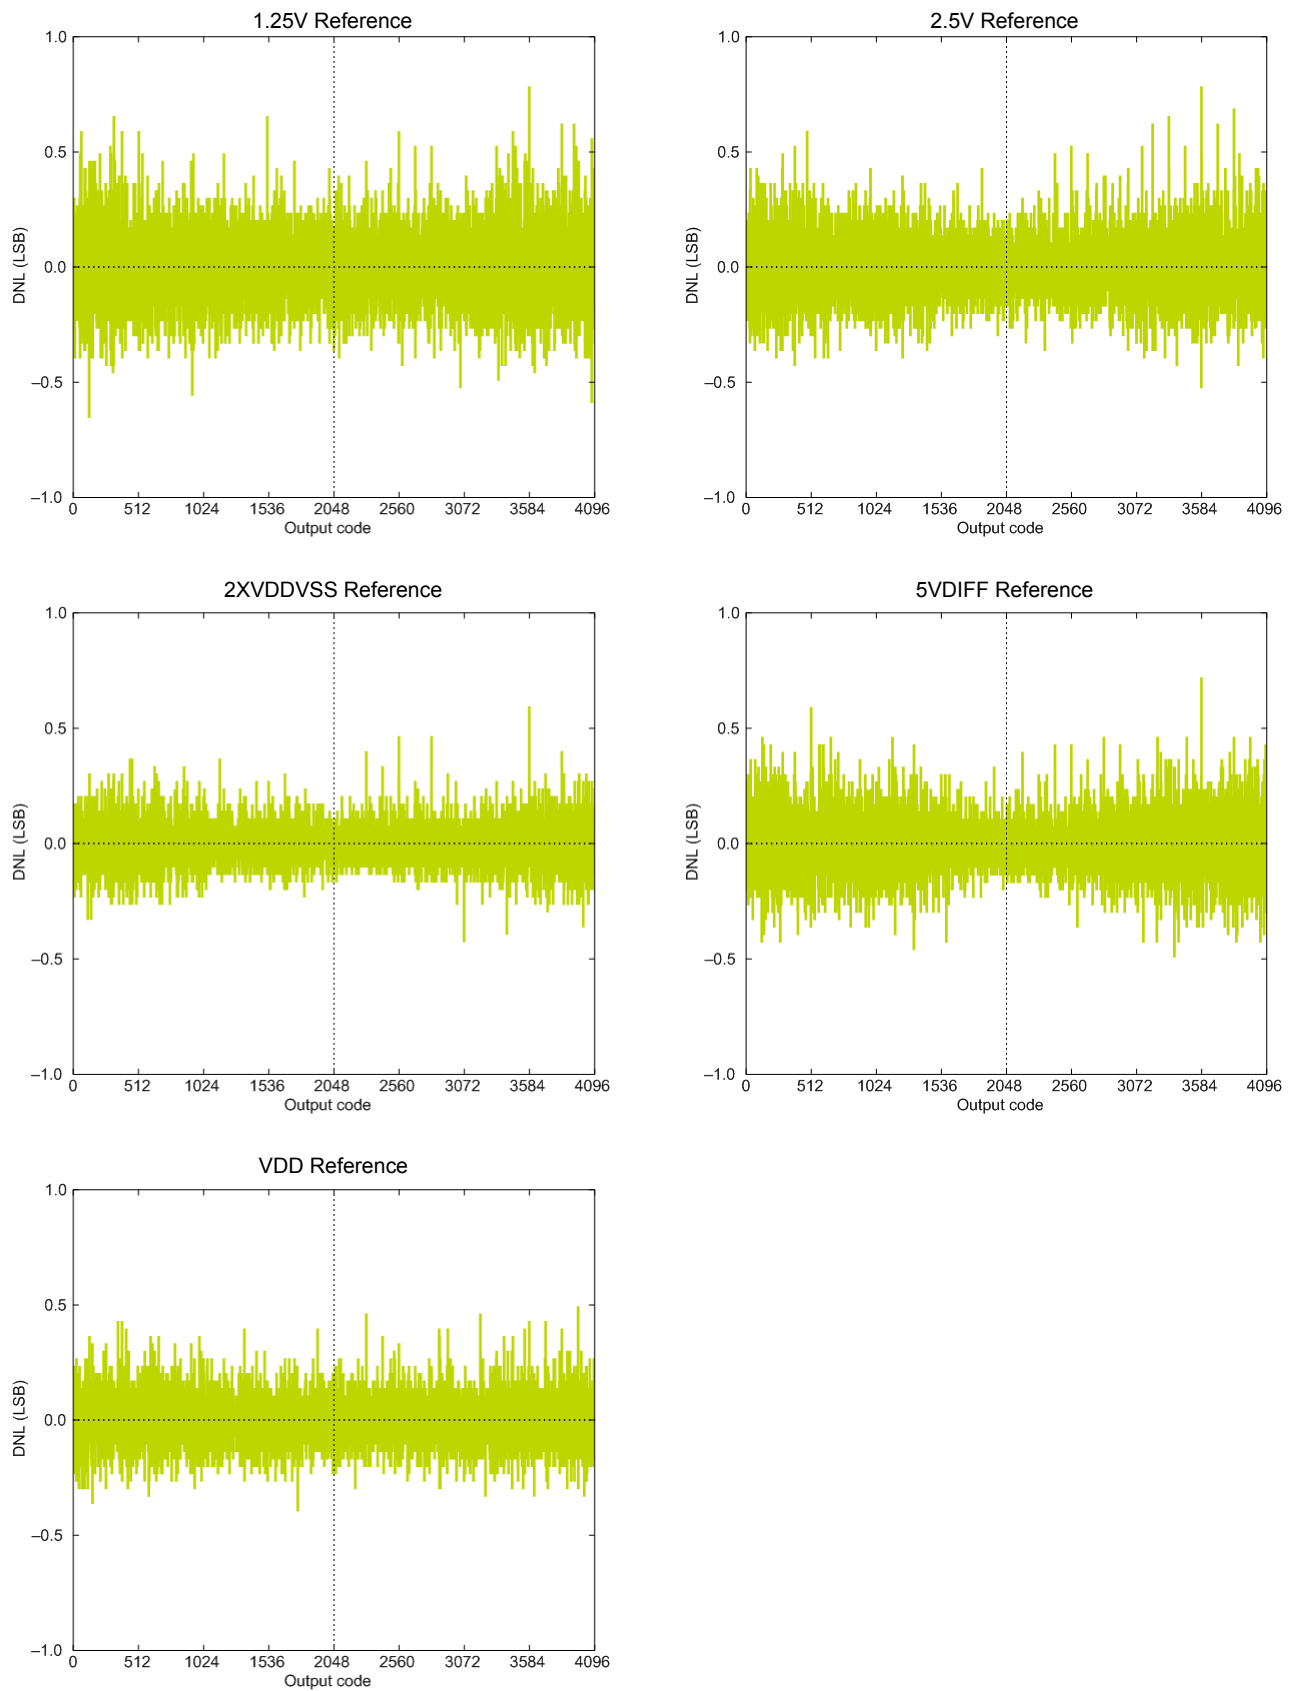 1.25V Reference
1.0
0.5
0.0
–0.5
–1.0
DNL (LSB)
0 512 1024 1536 2048 2560 3072 3584 4096
Output code
2.5V Reference
1.0
0.5
0.0
–0.5
–1.0
DNL (LSB)
0 512 1024 1536 2048 2560 3072 3584 4096
Output code
2XVDDVSS Reference
1.0
0.5
0.0
–0.5
–1.0
DNL (LSB)
0 512 1024 1536 2048 2560 3072 3584 4096
Output code
5VDIFF Reference
1.0
0.5
0.0
–0.5
–1.0
DNL (LSB)
0 512 1024 1536 2048 2560 3072 3584 4096
Output code
VDD Reference
1.0
0.5
0.0
–0.5
–1.0
DNL (LSB)
0 512 1024 1536 2048 2560 3072 3584 4096
Output code